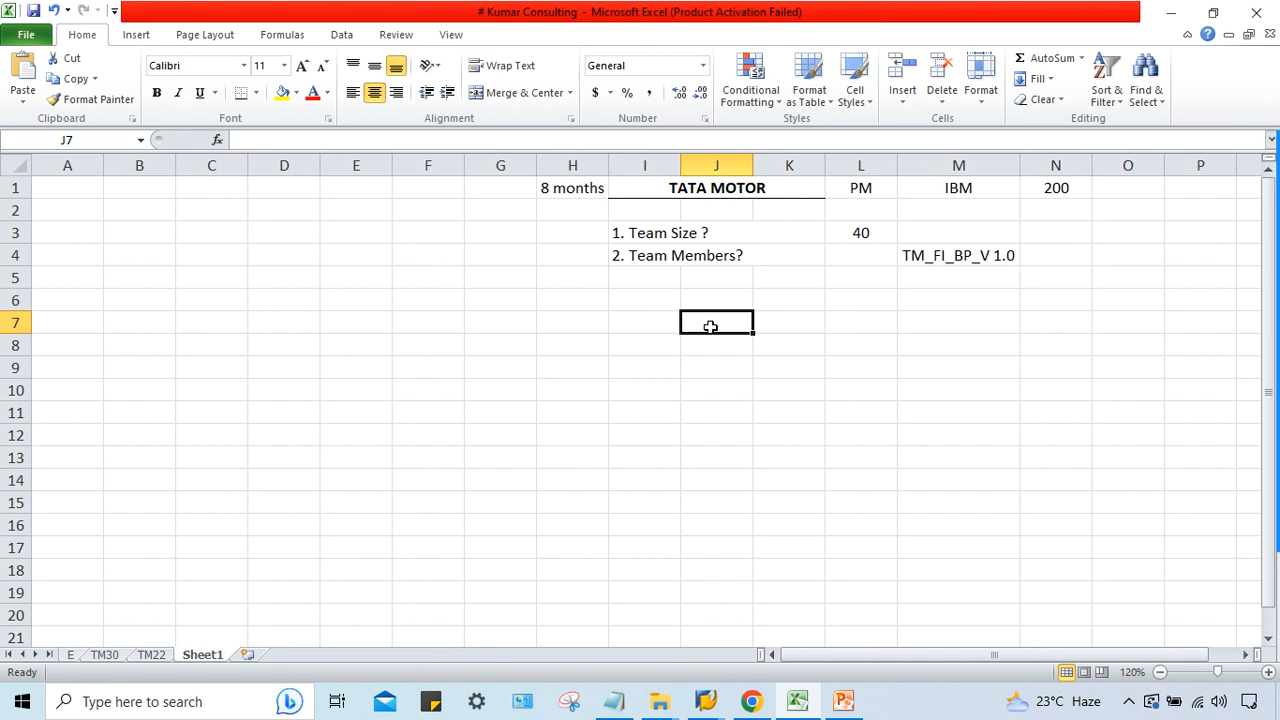 # Kumar Consulting - Microsoft Excel (Product Activation Failed)
File Home Insert Page Layout Formulas Data Review View
Paste
Cut
Copy
Format Painter
Clipboard
Calibri 11
B I U A
Font
Wrap Text
Merge & Center
Alignment
General
$ % ,
Number
Conditional Formatting
Format as Table
Cell Styles
Styles
Insert
Delete
Format
Cells
Σ AutoSum
Fill
Clear
Sort & Filter
Find & Select
Editing
J7 fx
A B C D E F G H I J K L M N O P
1 8 months TATA MOTOR PM IBM 200
2
3 1. Team Size ? 40
4 2. Team Members? TM_FI_BP_V 1.0
5
6
7
8
9
10
11
12
13
14
15
16
17
18
19
20
21
E TM30 TM22 Sheet1
Ready 120%
Type here to search 23°C Haze